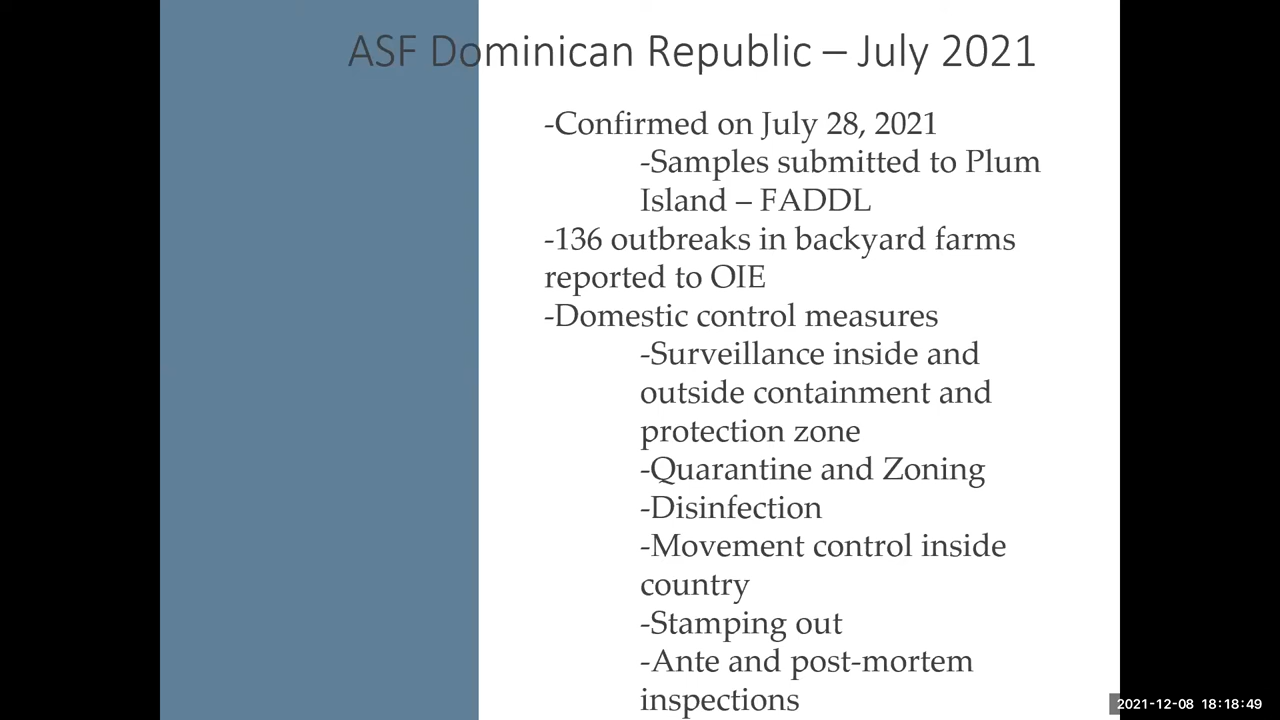 ASF Dominican Republic – July 2021
-Confirmed on July 28, 2021
-Samples submitted to Plum
Island – FADDL
-136 outbreaks in backyard farms
reported to OIE
-Domestic control measures
-Surveillance inside and
outside containment and
protection zone
-Quarantine and Zoning
-Disinfection
-Movement control inside
country
-Stamping out
-Ante and post-mortem
inspections
2021-12-08 18:18:49